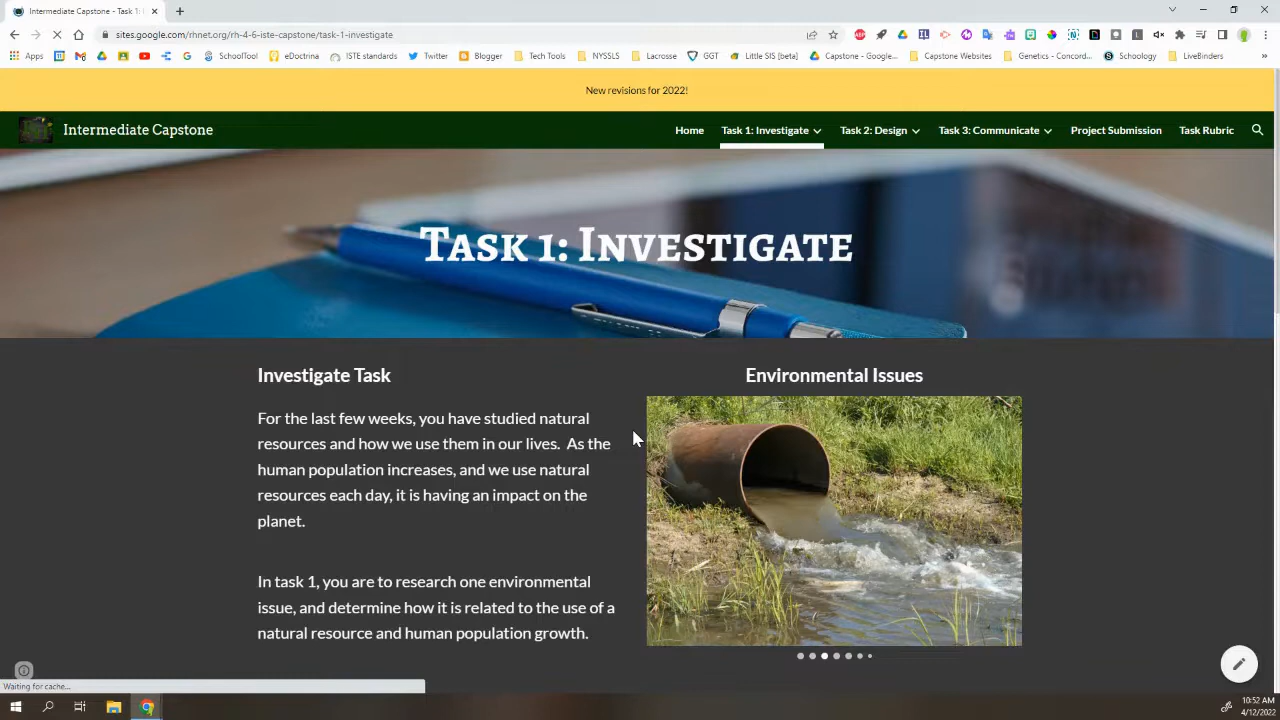 Intermediate Capstone - Task 1: I
sites.google.com/rhnet.org/rh-4-6-iste-capstone/task-1-investigate
Apps
SchoolTool
eDoctrina
ISTE standards
Twitter
Blogger
Tech Tools
NYSSLS
Lacrosse
GGT
Little SIS [beta]
Capstone - Google...
Capstone Websites
Genetics - Concord...
Schoology
LiveBinders
New revisions for 2022!
Intermediate Capstone
Home
Task 1: Investigate
Task 2: Design
Task 3: Communicate
Project Submission
Task Rubric
Task 1: Investigate
Investigate Task
For the last few weeks, you have studied natural
resources and how we use them in our lives. As the
human population increases, and we use natural
resources each day, it is having an impact on the
planet.
In task 1, you are to research one environmental
issue, and determine how it is related to the use of a
natural resource and human population growth.
Environmental Issues
Waiting for cache...
10:52 AM
4/12/2022